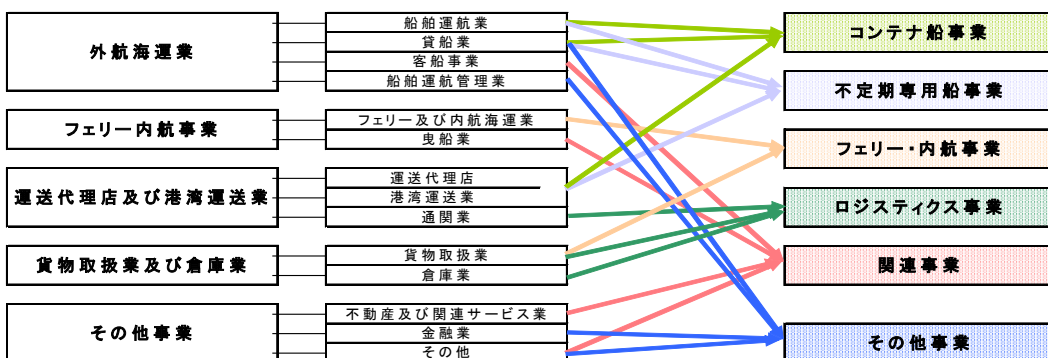 外航海運業
フェリー内航事業
運送代理店及び港湾運送業
貨物取扱業及び倉庫業
その他事業
船舶運航業
貸船業
客船事業
船舶運航管理業
フェリー及び内航海運業
曳船業
運送代理店
港湾運送業
通関業
貨物取扱業
倉庫業
不動産及び関連サービス業
金融業
その他
コンテナ船事業
不定期専用船事業
フェリー・内航事業
ロジスティクス事業
関連事業
その他事業